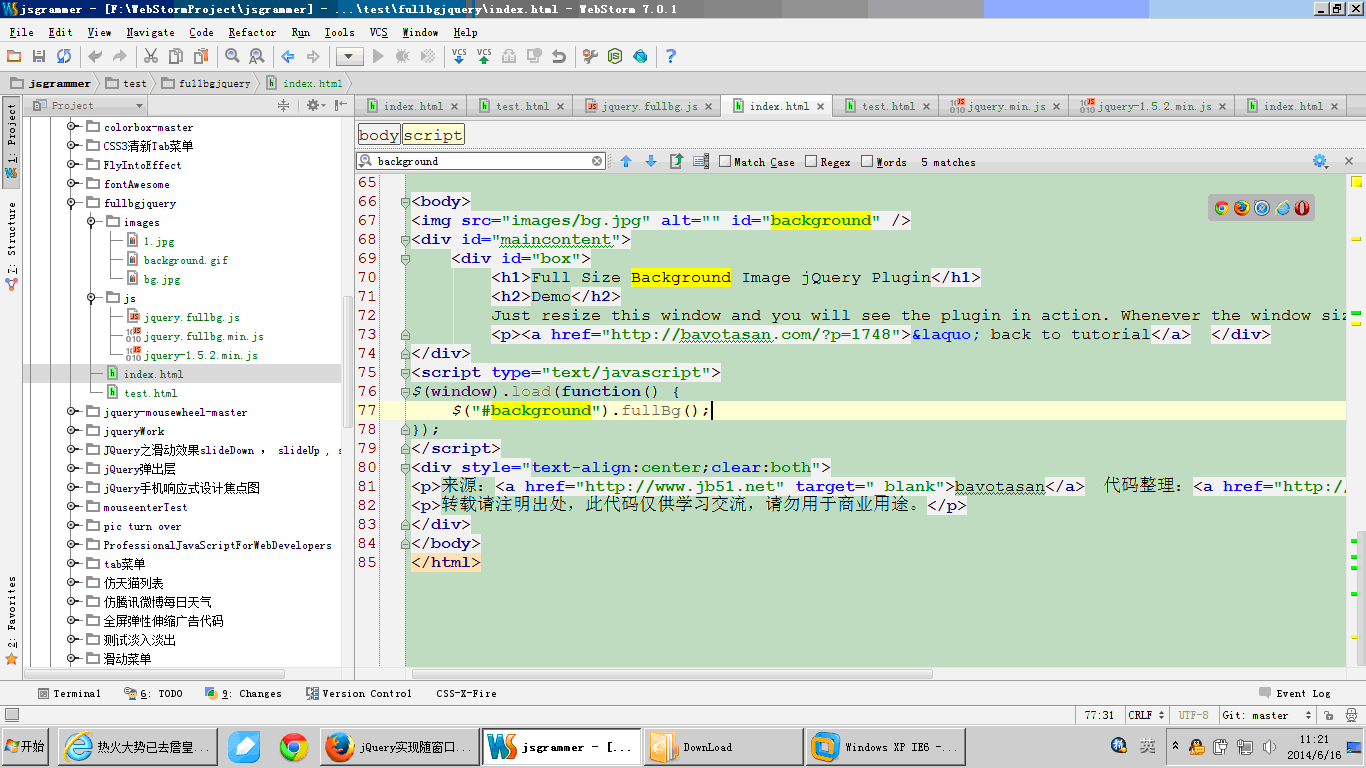 jsgrammer - [F:\WebStormProject\jsgrammer] - ...\test\fullbgjquery\index.html - WebStorm 7.0.1
File Edit View Navigate Code Refactor Run Tools VCS Window Help
jsgrammer test fullbgjquery index.html
Project index.html test.html jquery.fullbg.js index.html test.html jquery.min.js jquery-1.5.2.min.js index.html
1: Project
7: Structure
2: Favorites
colorbox-master
CSS3清新Tab菜单
FlyIntoEffect
fontAwesome
fullbgjquery
images
1.jpg
background.gif
bg.jpg
js
jquery.fullbg.js
jquery.fullbg.min.js
jquery-1.5.2.min.js
index.html
test.html
jquery-mousewheel-master
jqueryWork
JQuery之滑动效果slideDown , slideUp , s
jQuery弹出层
jQuery手机响应式设计焦点图
mouseenterTest
pic turn over
ProfessionalJavaScriptForWebDevelopers
tab菜单
仿天猫列表
仿腾讯微博每日天气
全屏弹性伸缩广告代码
测试淡入淡出
滑动菜单
body script
background Match Case Regex Words 5 matches
65
66 <body>
67 <img src="images/bg.jpg" alt="" id="background" />
68 <div id="maincontent">
69 <div id="box">
70 <h1>Full Size Background Image jQuery Plugin</h1>
71 <h2>Demo</h2>
72 Just resize this window and you will see the plugin in action. Whenever the window siz
73 <p><a href="http://bavotasan.com/?p=1748">&laquo; back to tutorial</a> </div>
74 </div>
75 <script type="text/javascript">
76 $(window).load(function() {
77 $("#background").fullBg();
78 });
79 </script>
80 <div style="text-align:center;clear:both">
81 <p>来源：<a href="http://www.jb51.net" target="_blank">bavotasan</a> 代码整理：<a href="http:/
82 <p>转载请注明出处，此代码仅供学习交流，请勿用于商业用途。</p>
83 </div>
84 </body>
85 </html>
Terminal 6: TODO 9: Changes Version Control CSS-X-Fire Event Log
77:31 CRLF UTF-8 Git: master
开始 热火大势已去詹皇... jQuery实现随窗口... jsgrammer - [... DownLoad Windows XP IE6 -... 英 11:21
2014/6/16